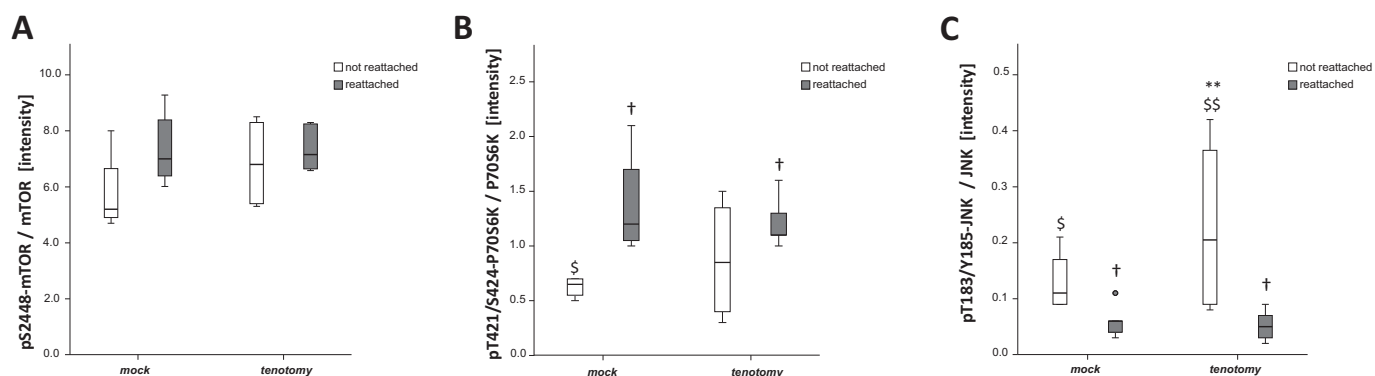 A
pS2448-mTOR / mTOR [intensity]
10.0
8.0
6.0
4.0
2.0
0.0
not reattached
reattached
mock
tenotomy
B
pT421/S424-P70S6K / P70S6K [intensity]
2.5
2.0
1.5
1.0
0.5
0.0
not reattached
reattached
$
†
†
mock
tenotomy
C
pT183/Y185-JNK / JNK [intensity]
0.5
0.4
0.3
0.2
0.1
0.0
not reattached
reattached
$
†
**
$$
†
mock
tenotomy